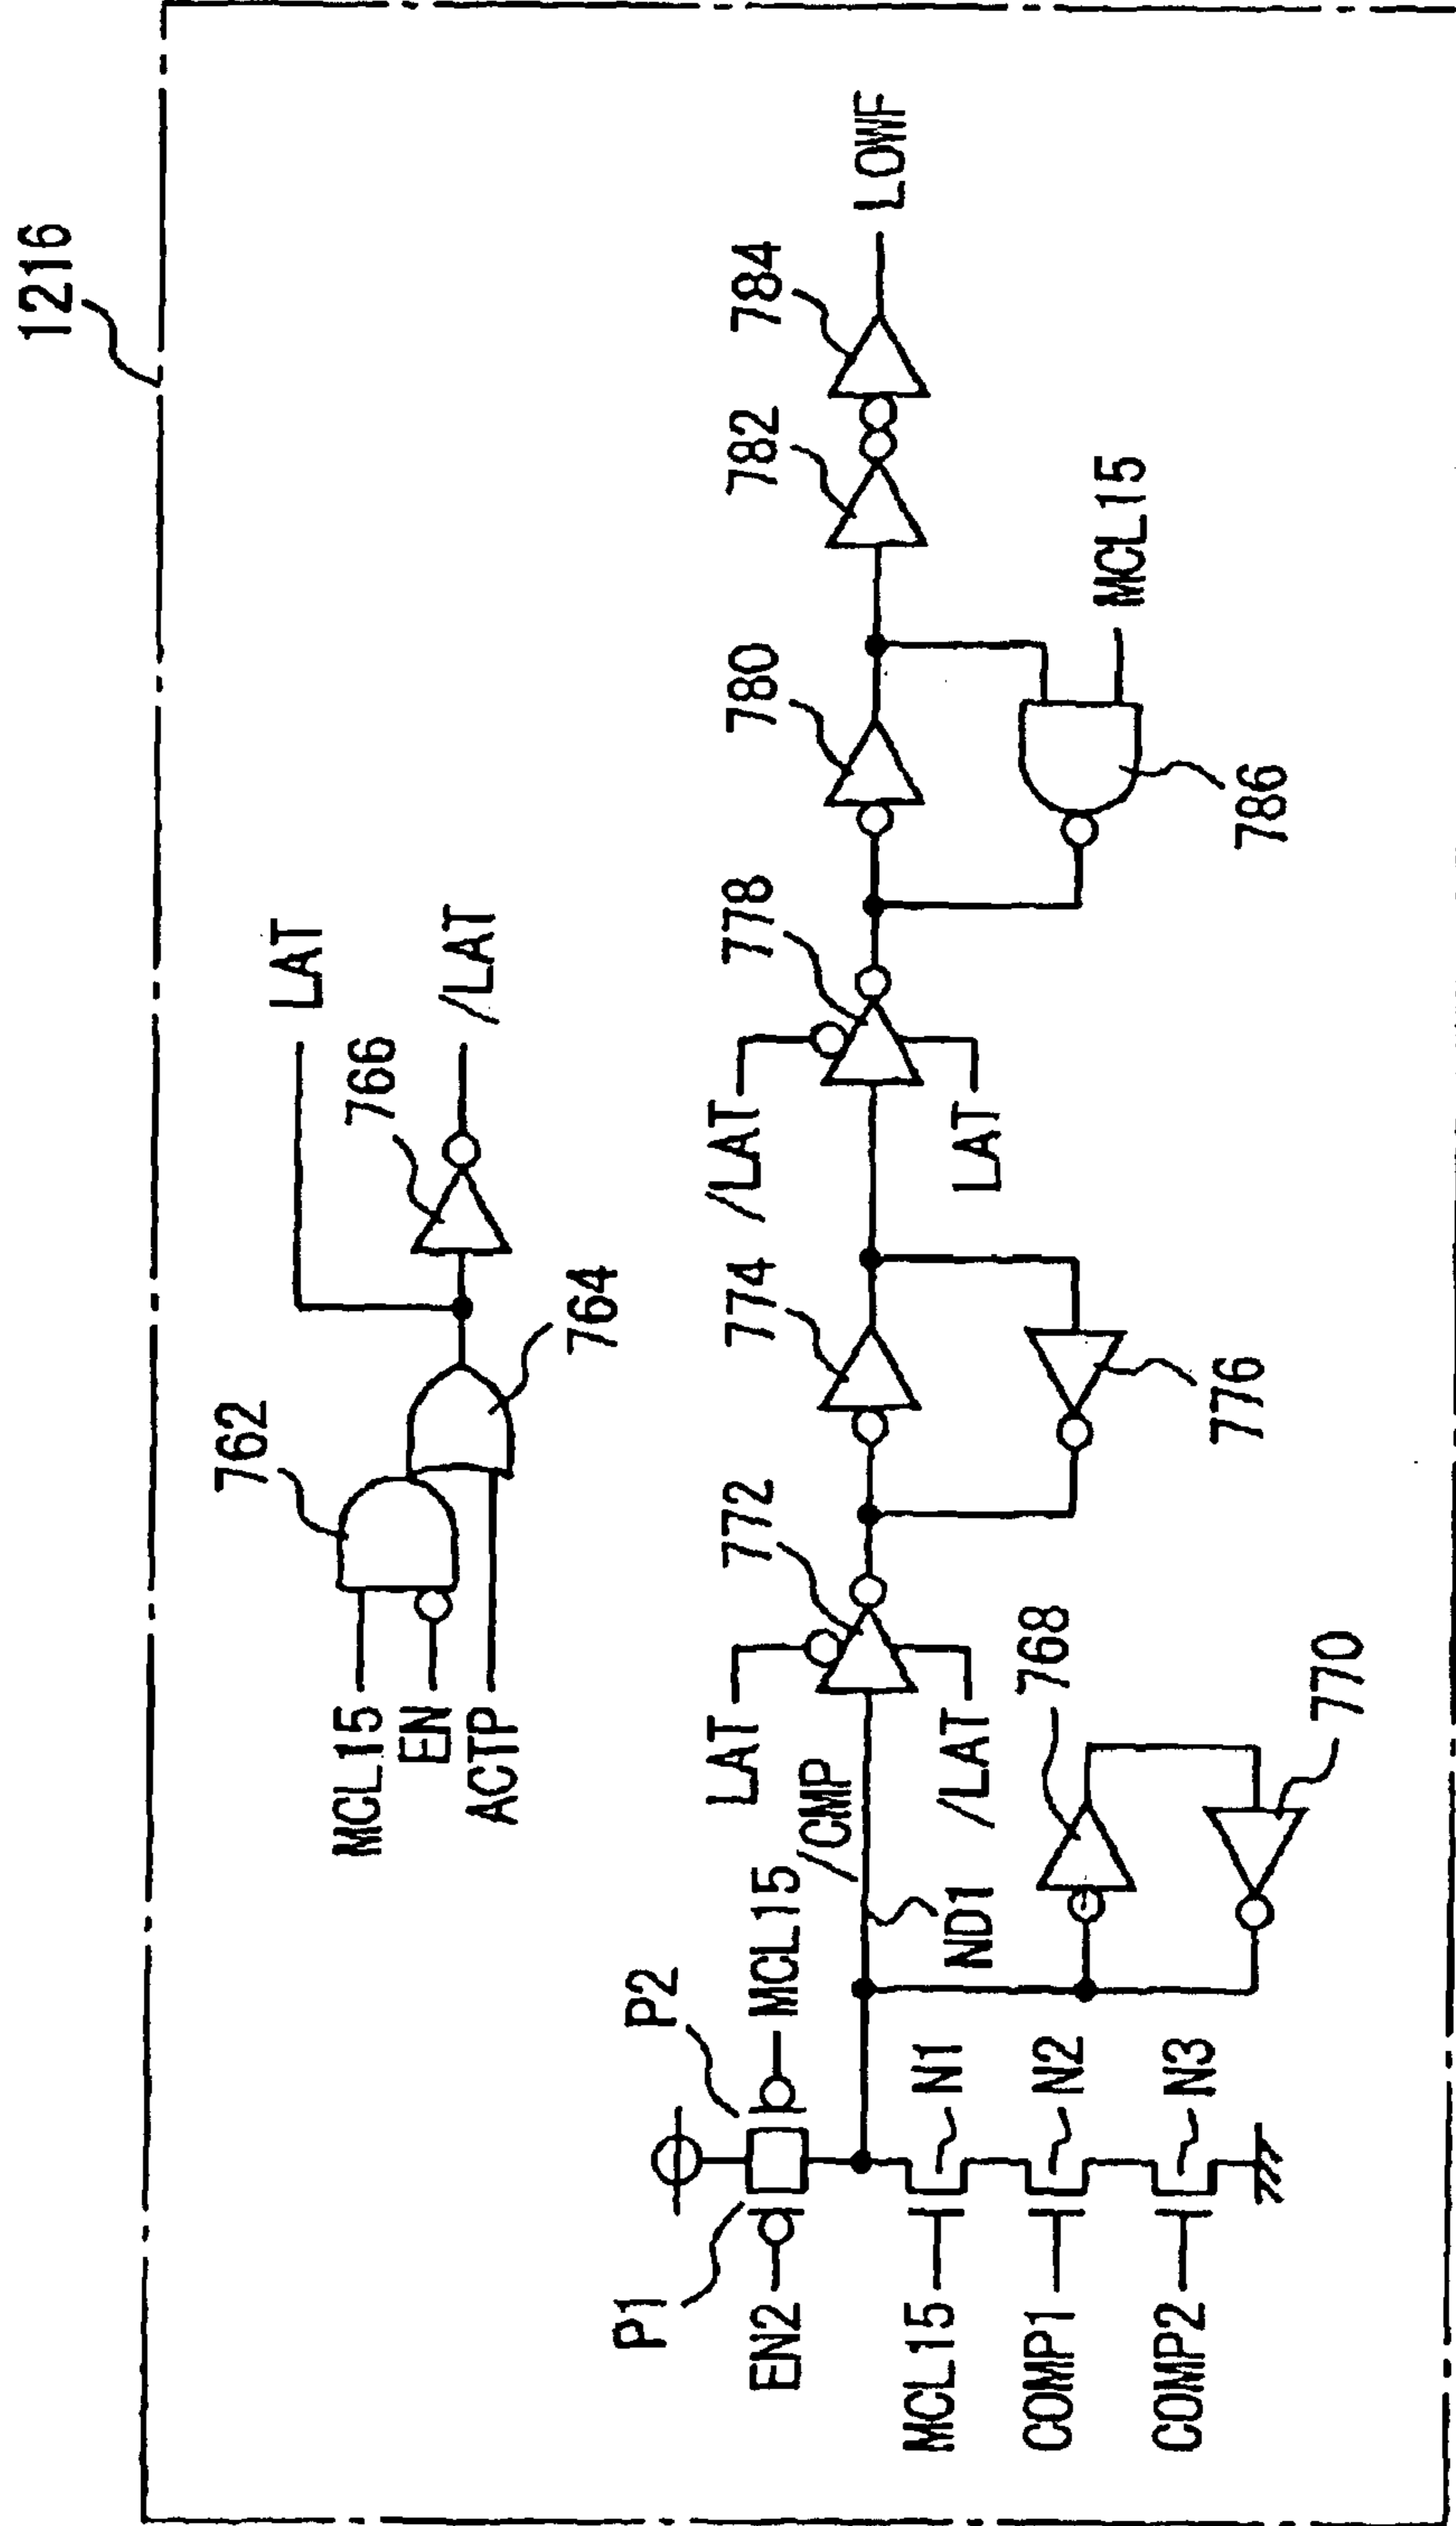 1216
LAT
/LAT
762
766
764
MCL15
EN
ACTP
P1
P2
EN2
MCL15
/CMP
ND1
LAT
/LAT
772
774
776
/LAT
LAT
778
780
786
MCL15
782
784
LOWF
MCL15
N1
COMP1
N2
COMP2
N3
768
770